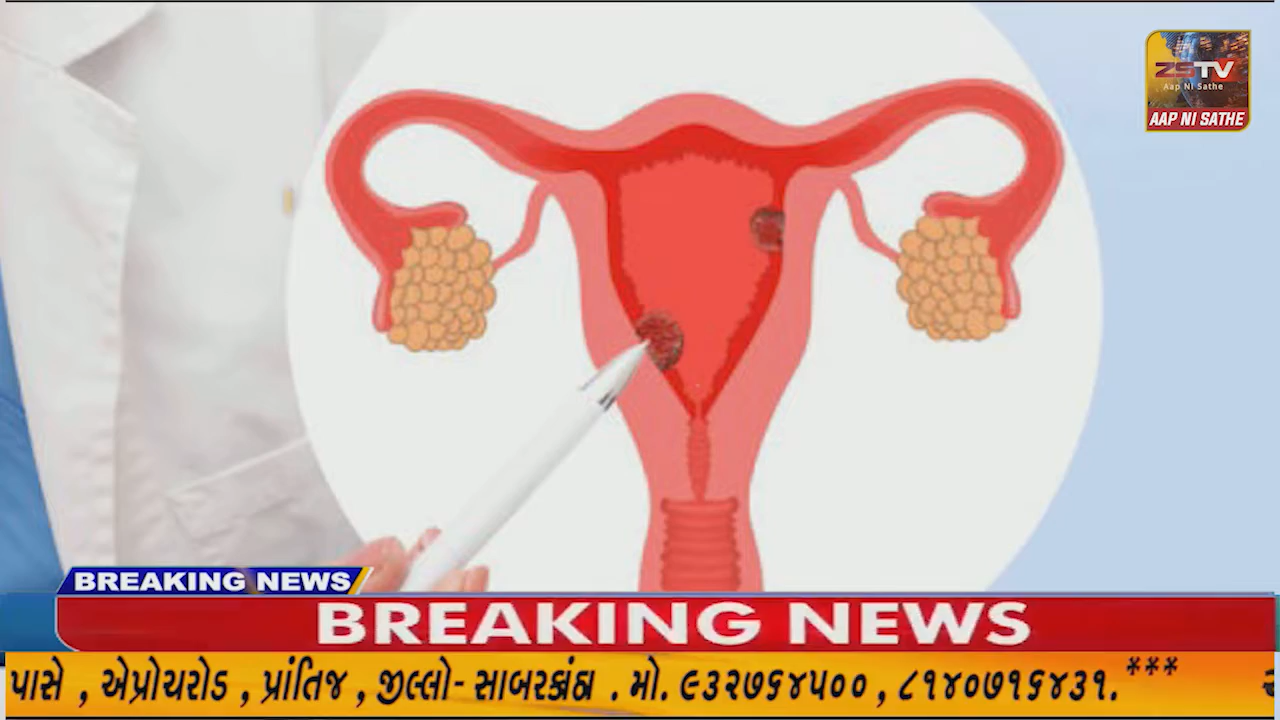 ZSTV
Aap Ni Sathe
AAP NI SATHE
BREAKING NEWS
BREAKING NEWS
પાસે , એપ્રોચરોડ , પ્રાંતિજ , જીલ્લો- સાબરકાંઠા . મો. ૯૩૨૭૬૪૫૦૦ , ૮૧૪૦૭૧૬૪૩૧. ***